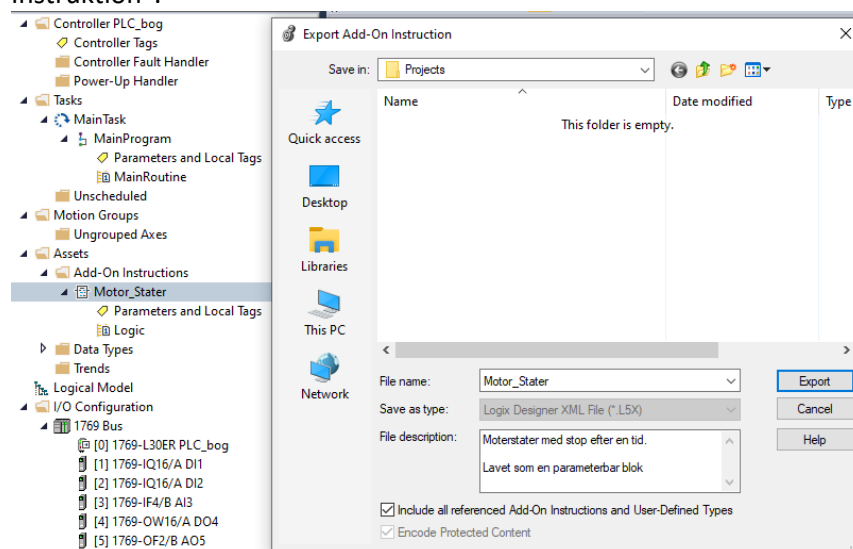 instruktion".
Controller PLC_bog
Controller Tags
Controller Fault Handler
Power-Up Handler
Tasks
MainTask
MainProgram
Parameters and Local Tags
MainRoutine
Unscheduled
Motion Groups
Ungrouped Axes
Assets
Add-On Instructions
Motor_Stater
Parameters and Local Tags
Logic
Data Types
Trends
Logical Model
I/O Configuration
1769 Bus
[0] 1769-L30ER PLC_bog
[1] 1769-IQ16/A DI1
[2] 1769-IQ16/A DI2
[3] 1769-IF4/B AI3
[4] 1769-OW16/A DO4
[5] 1769-OF2/B AO5
Export Add-On Instruction
Save in: Projects
Name Date modified Type
This folder is empty.
Quick access
Desktop
Libraries
This PC
Network
File name: Motor_Stater Export
Save as type: Logix Designer XML File (*.L5X) Cancel
File description: Moterstater med stop efter en tid. Help
Lavet som en parameterbar blok
Include all referenced Add-On Instructions and User-Defined Types
Encode Protected Content